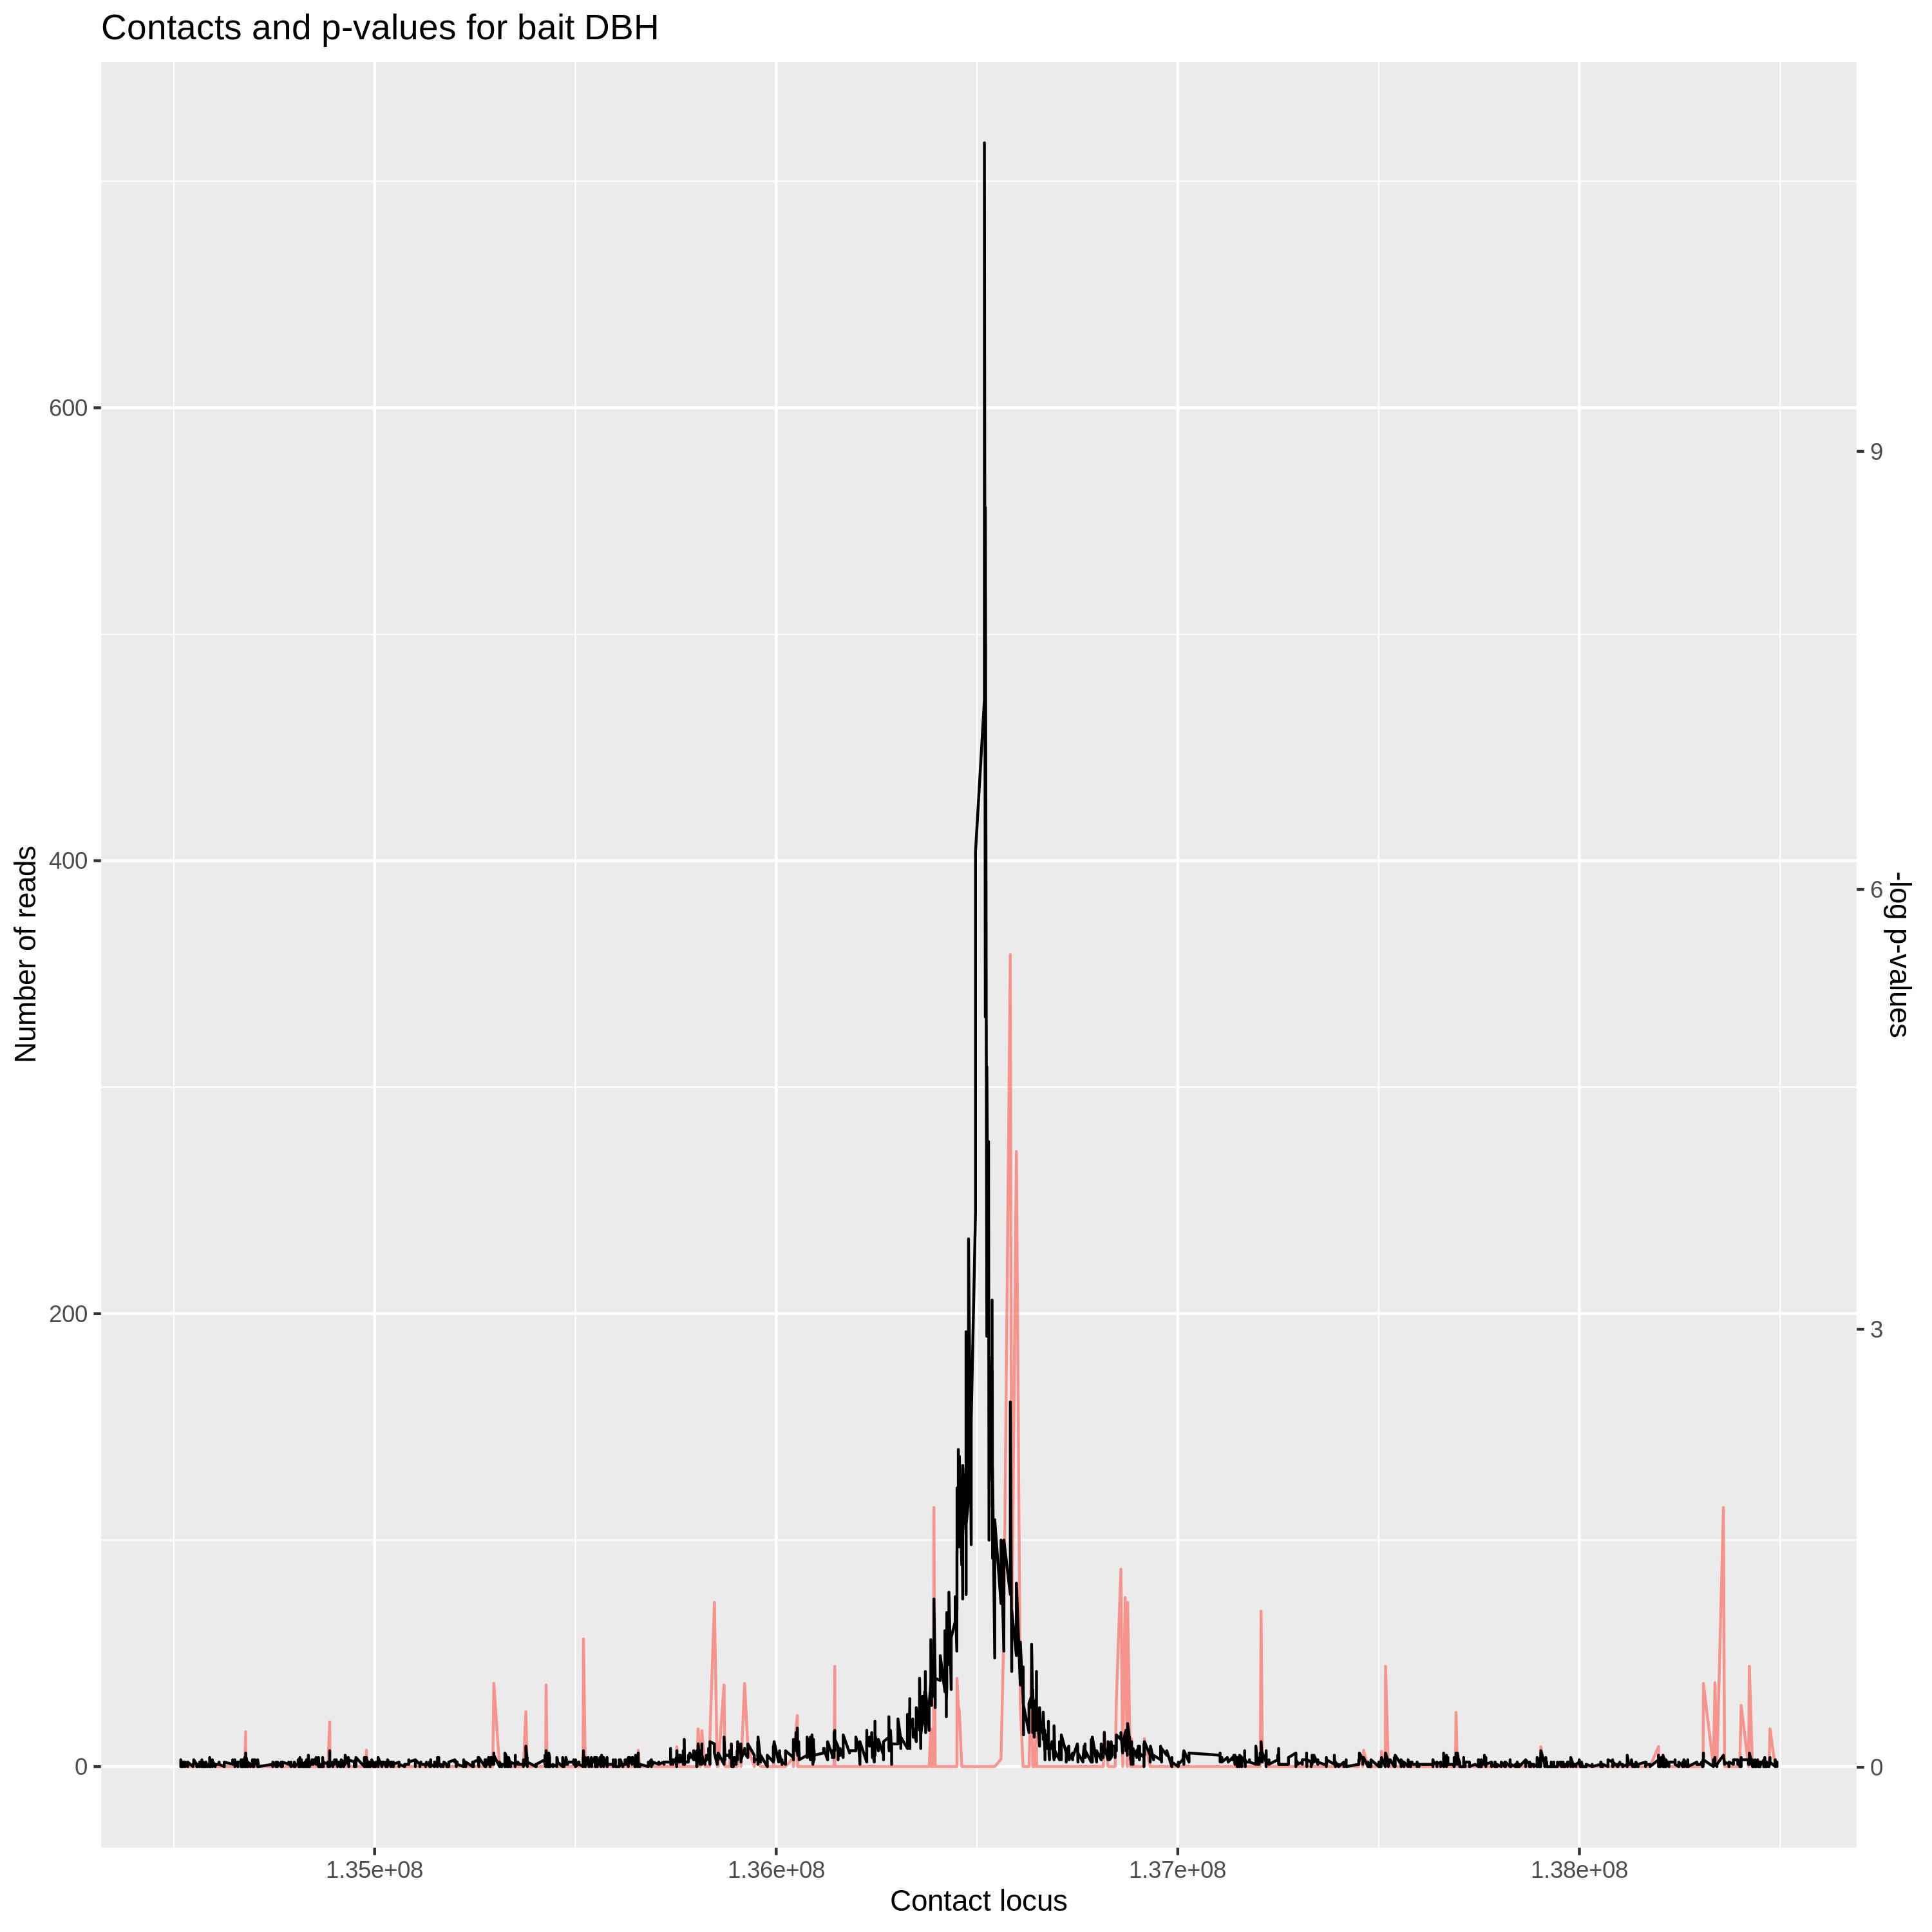 Contacts and p-values for bait DBH
Number of reads
600
400
200
0
9
6
3
0
-log p-values
1.35e+08
1.36e+08
1.37e+08
1.38e+08
Contact locus